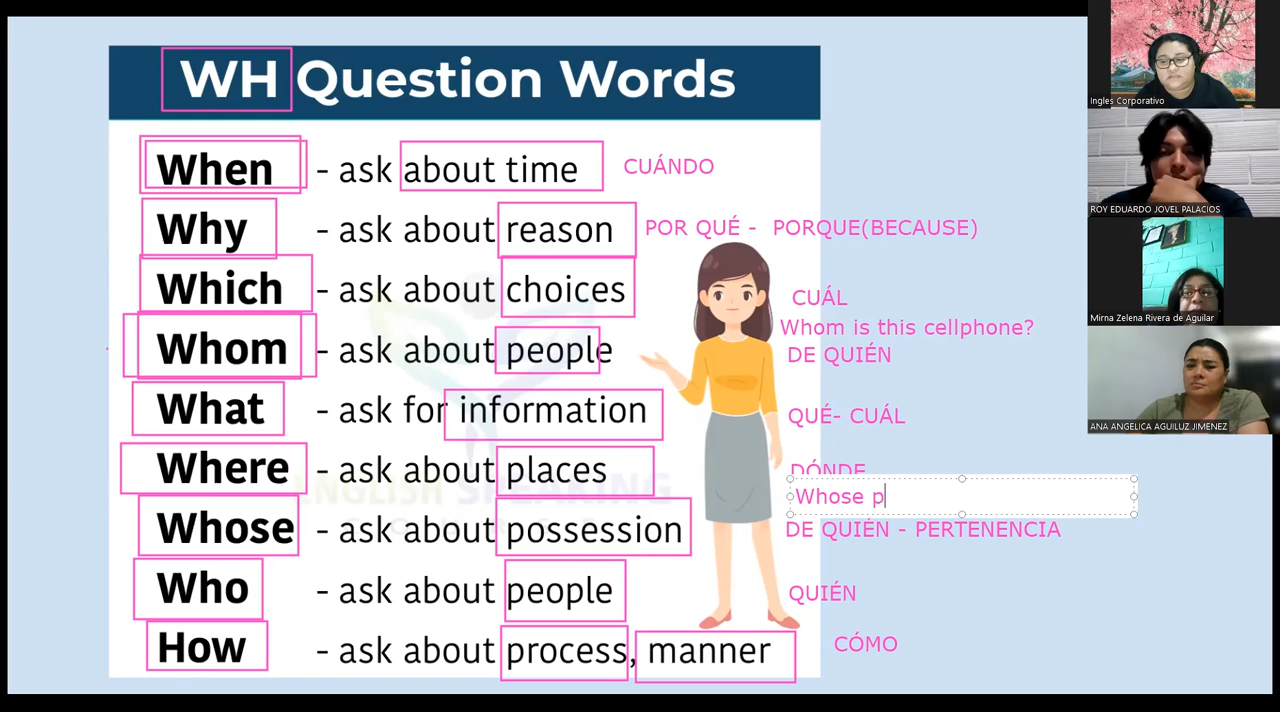 WH Question Words
When - ask about time CUÁNDO
Why - ask about reason POR QUÉ - PORQUE(BECAUSE)
Which - ask about choices CUÁL
Whom is this cellphone?
Whom - ask about people DE QUIÉN
What - ask for information QUÉ- CUÁL
Where - ask about places DÓNDE
Whose p
Whose - ask about possession DE QUIÉN - PERTENENCIA
Who - ask about people QUIÉN
How - ask about process, manner CÓMO
ENGLISH SPEAKING
Ingles Corporativo
ROY EDUARDO JOVEL PALACIOS
Mirna Zelena Rivera de Aguilar
ANA ANGELICA AGUILUZ JIMENEZ